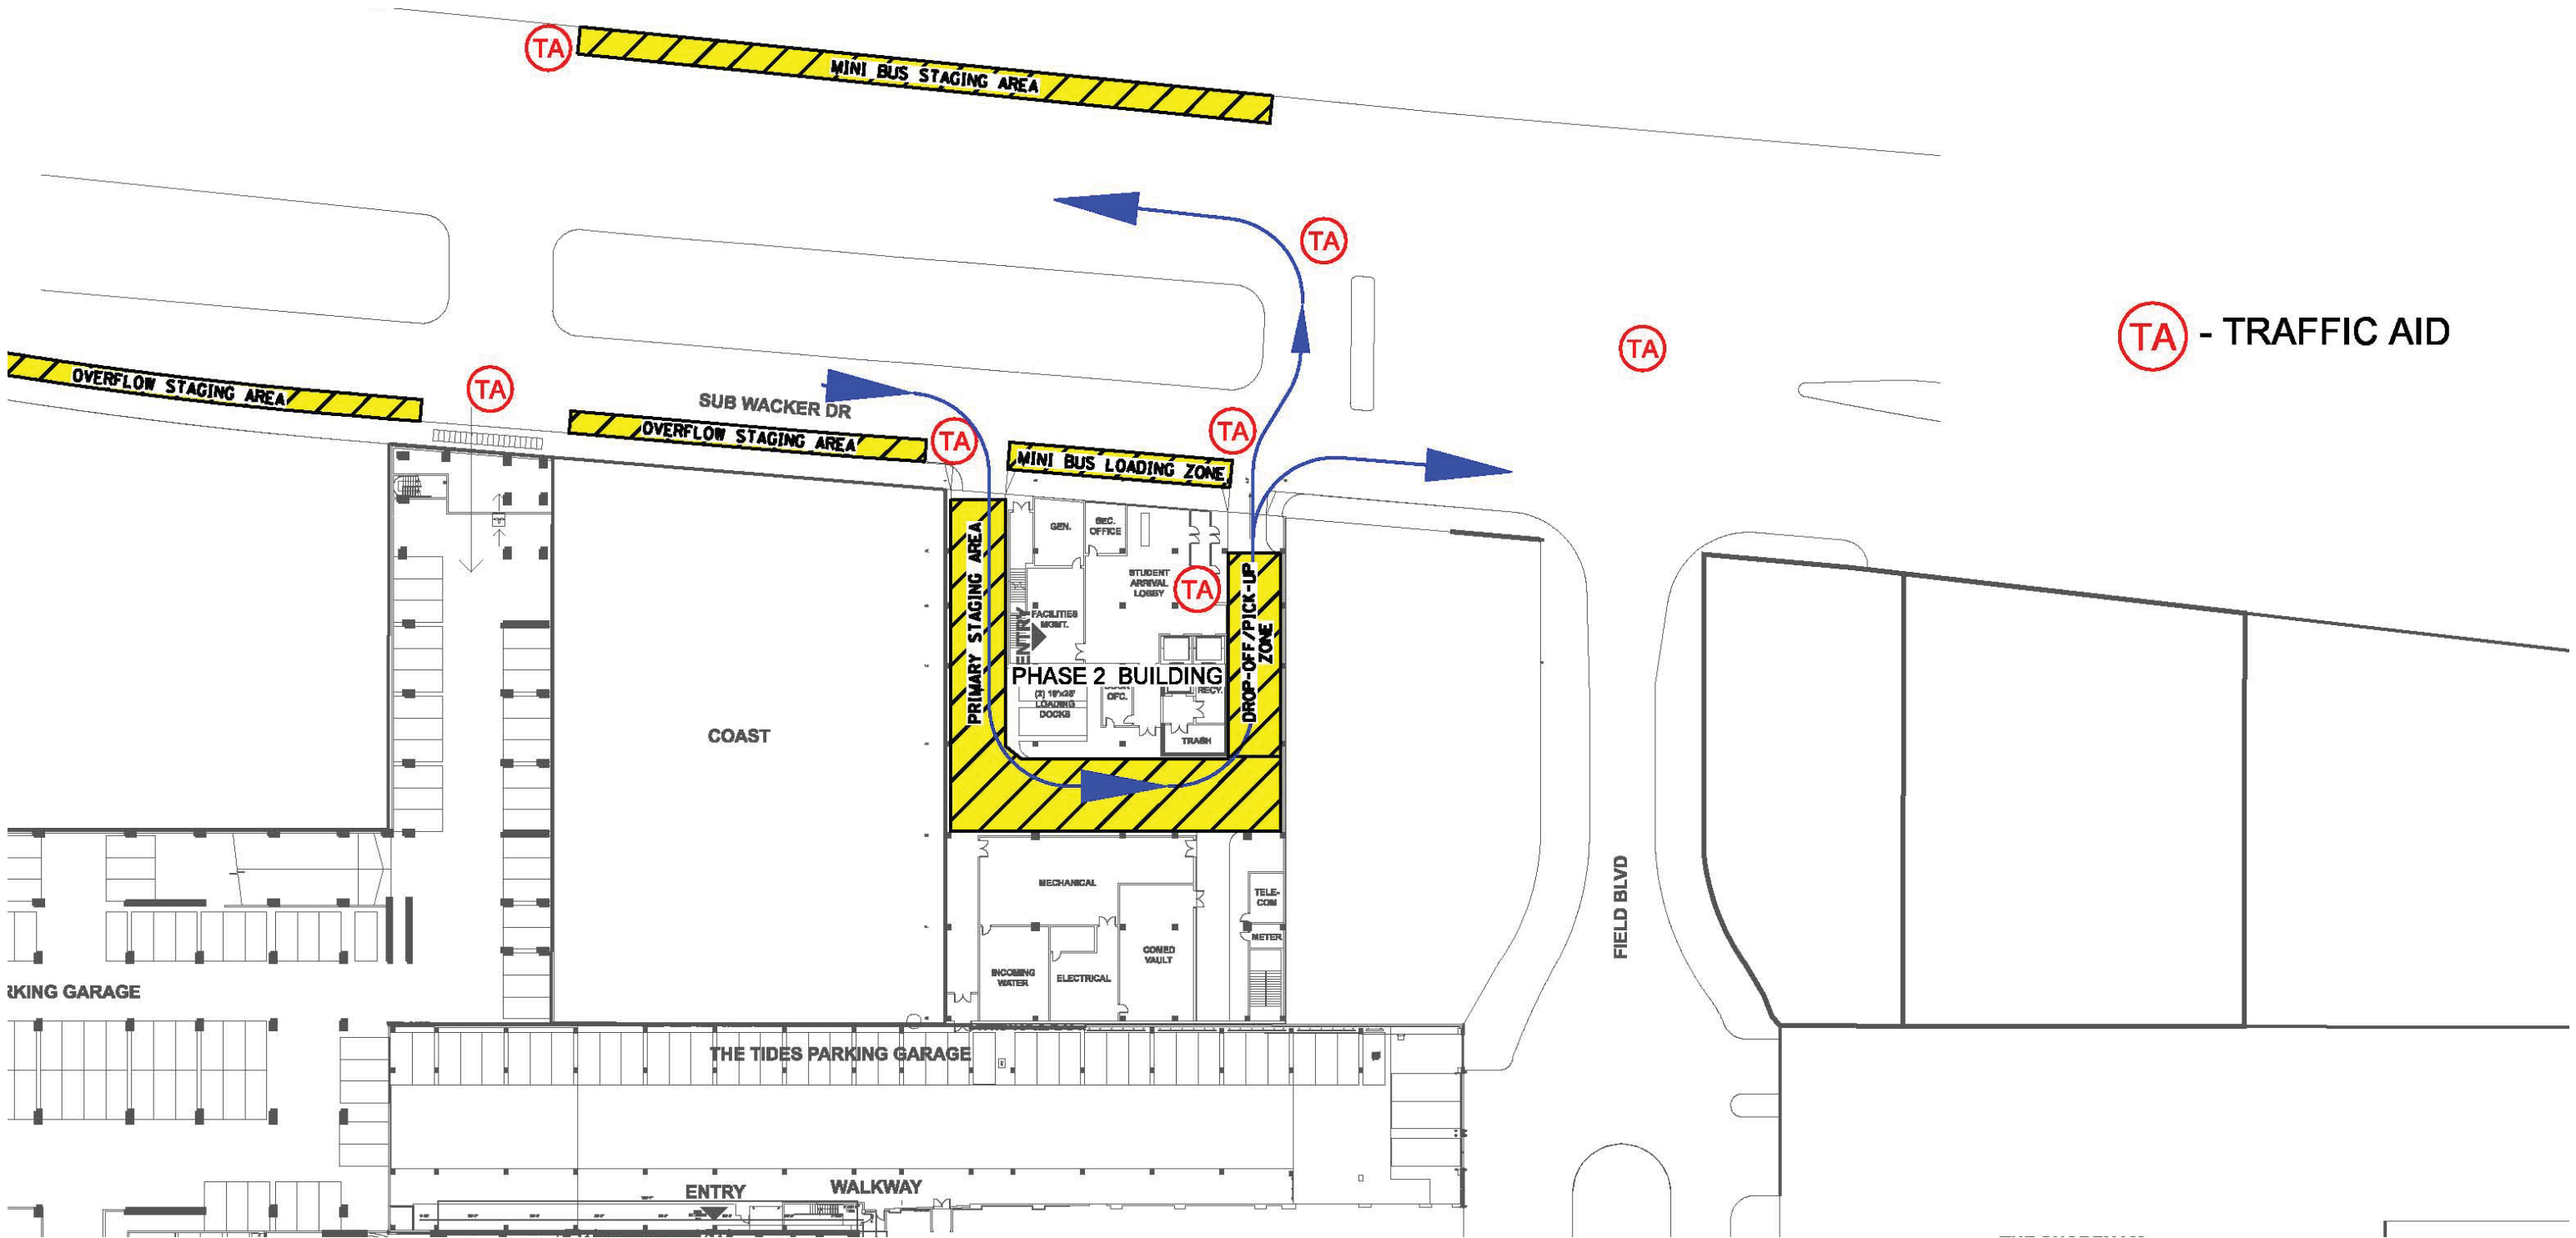 TA
MINI BUS STAGING AREA
TA
TA
TA - TRAFFIC AID
OVERFLOW STAGING AREA
TA
SUB WACKER DR
OVERFLOW STAGING AREA
TA
TA
MINI BUS LOADING ZONE
PRIMARY STAGING AREA
GEN.
SEC.
OFFICE
STUDENT
ARRIVAL
LOBBY
TA
DROP-OFF/PICK-UP
ZONE
FACILITIES
MGMT.
ENTRY
PHASE 2 BUILDING
OFC.
RECY.
LOADING
DOCKS
TRASH
COAST
MECHANICAL
TELE-
COM
METER
COMED
VAULT
INCOMING
WATER
ELECTRICAL
FIELD BLVD
RKING GARAGE
THE TIDES PARKING GARAGE
ENTRY
WALKWAY